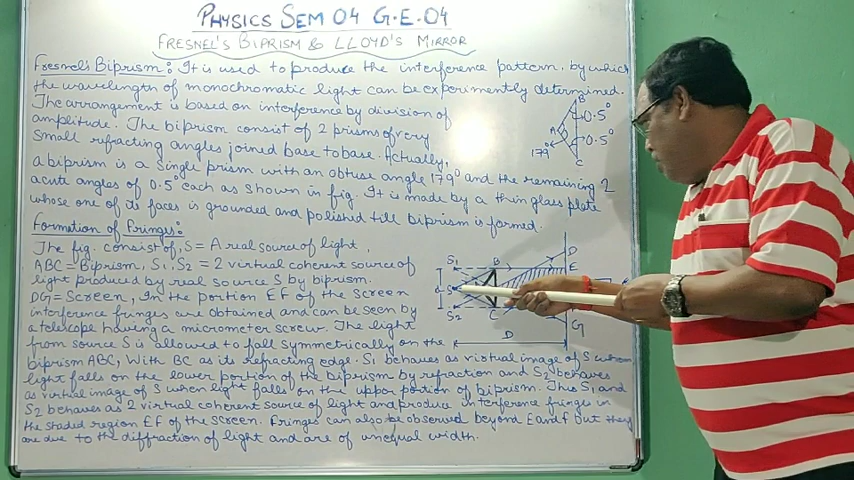 PHYSICS SEM 04 G.E.04
FRESNEL'S BIPRISM & LLOYD'S MIRROR
Fresnel's Biprism: It is used to produce the interference pattern, by which
the wavelength of monochromatic light can be experimently determined.
The arrangement is based on interference by division of
amplitude. The biprism consist of 2 prisms of very
small refracting angles joined base to base. Actually,
a biprism is a single prism with an obtuse angle 179° and the remaining 2
acute angles of 0.5° each as shown in fig. It is made by a thin glass plate
whose one of its faces is grounded and polished till biprism is formed.
B
0.5°
A
0.5°
179°
C
Formation of Fringes:
The fig. consist of, S = A real source of light,
ABC = Biprism, S1, S2 = 2 virtual coherent source of
light produced by real source S by biprism.
DG = Screen, In the portion EF of the screen
interference fringes are obtained and can be seen by
a telescope having a micrometer screw. The light
from source S is allowed to fall symmetrically on the
biprism ABC, With BC as its refracting edge. S1 behaves as virtual image of S when
light falls on the lower portion of the biprism by refraction and S2 behaves
as virtual image of S when light falls on the uppor portion of biprism. Thus S1 and
S2 behaves as 2 virtual coherent source of light and produce interference fringes in
the shaded region EF of the screen. Fringes can also be observed beyond E and F but they
are due to the diffraction of light and are of unequal width.
S1
B
D
E
d
S
S2
C
G
D